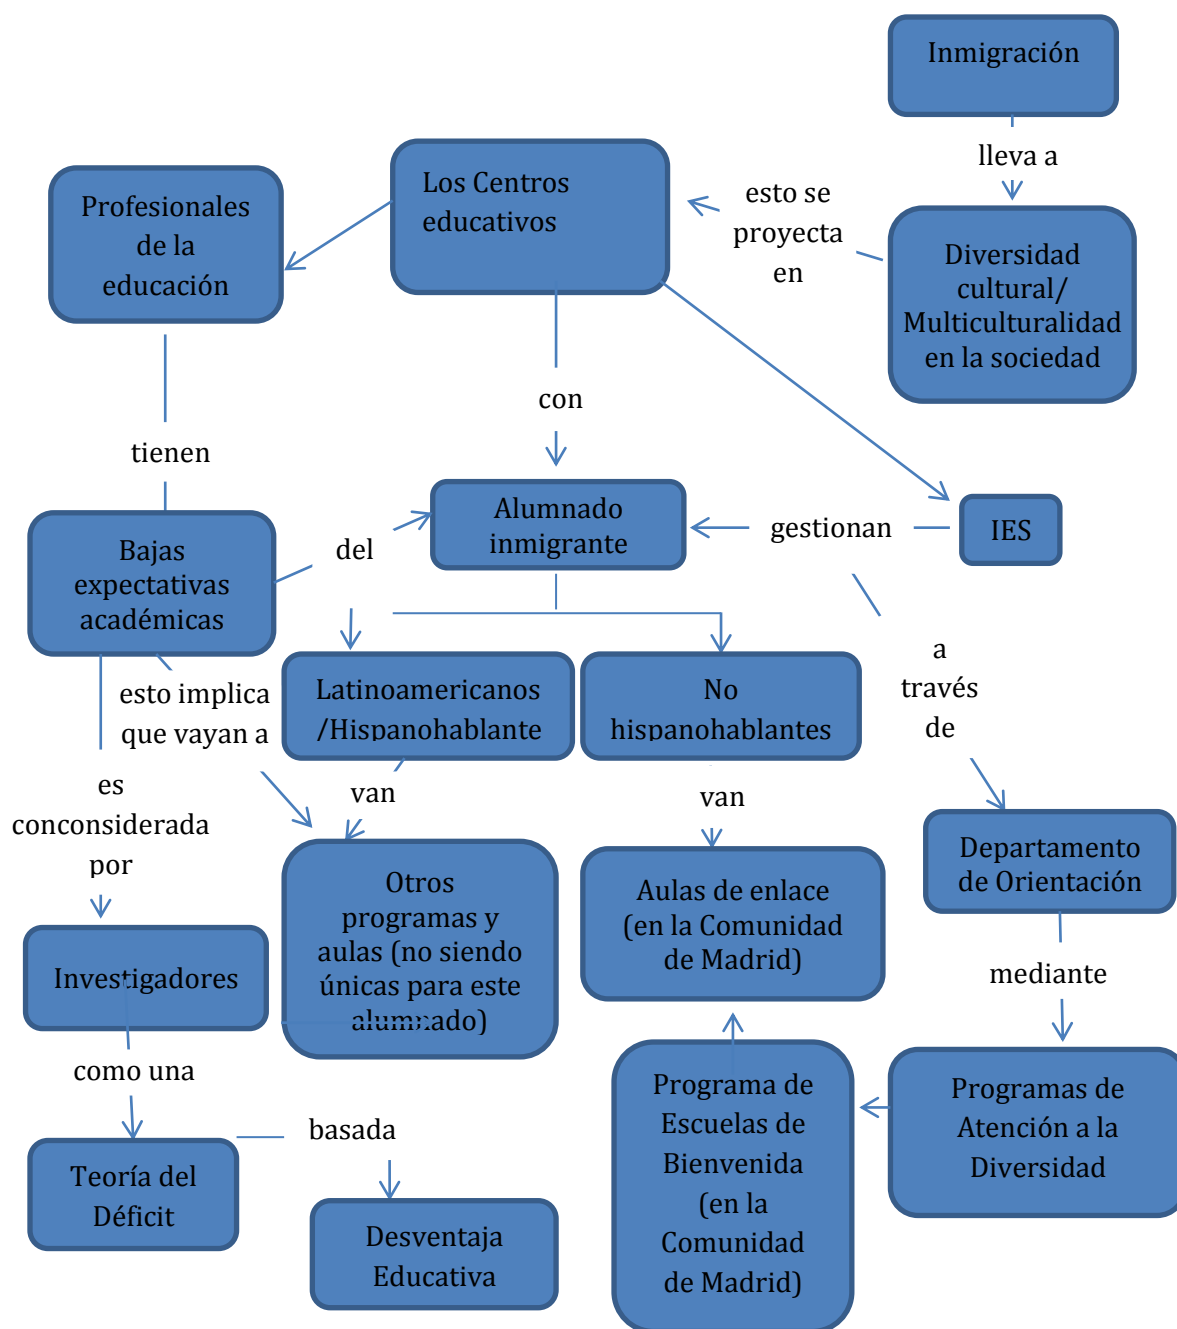 Inmigración
lleva a
Los Centros
educativos
esto se
proyecta
en
Profesionales
de la
educación
Diversidad
cultural/
Multiculturalidad
en la sociedad
con
tienen
Alumnado
inmigrante
gestionan
IES
del
Bajas
expectativas
académicas
a
través
de
esto implica
que vayan a
Latinoamericanos
/Hispanohablante
No
hispanohablantes
es
conconsiderada
por
van
van
Departamento
de Orientación
Otros
programas y
aulas (no siendo
únicas para este
alumnado)
Aulas de enlace
(en la Comunidad
de Madrid)
Investigadores
mediante
como una
Programa de
Escuelas de
Bienvenida
(en la
Comunidad
de Madrid)
Programas de
Atención a la
Diversidad
basada
Teoría del
Déficit
Desventaja
Educativa